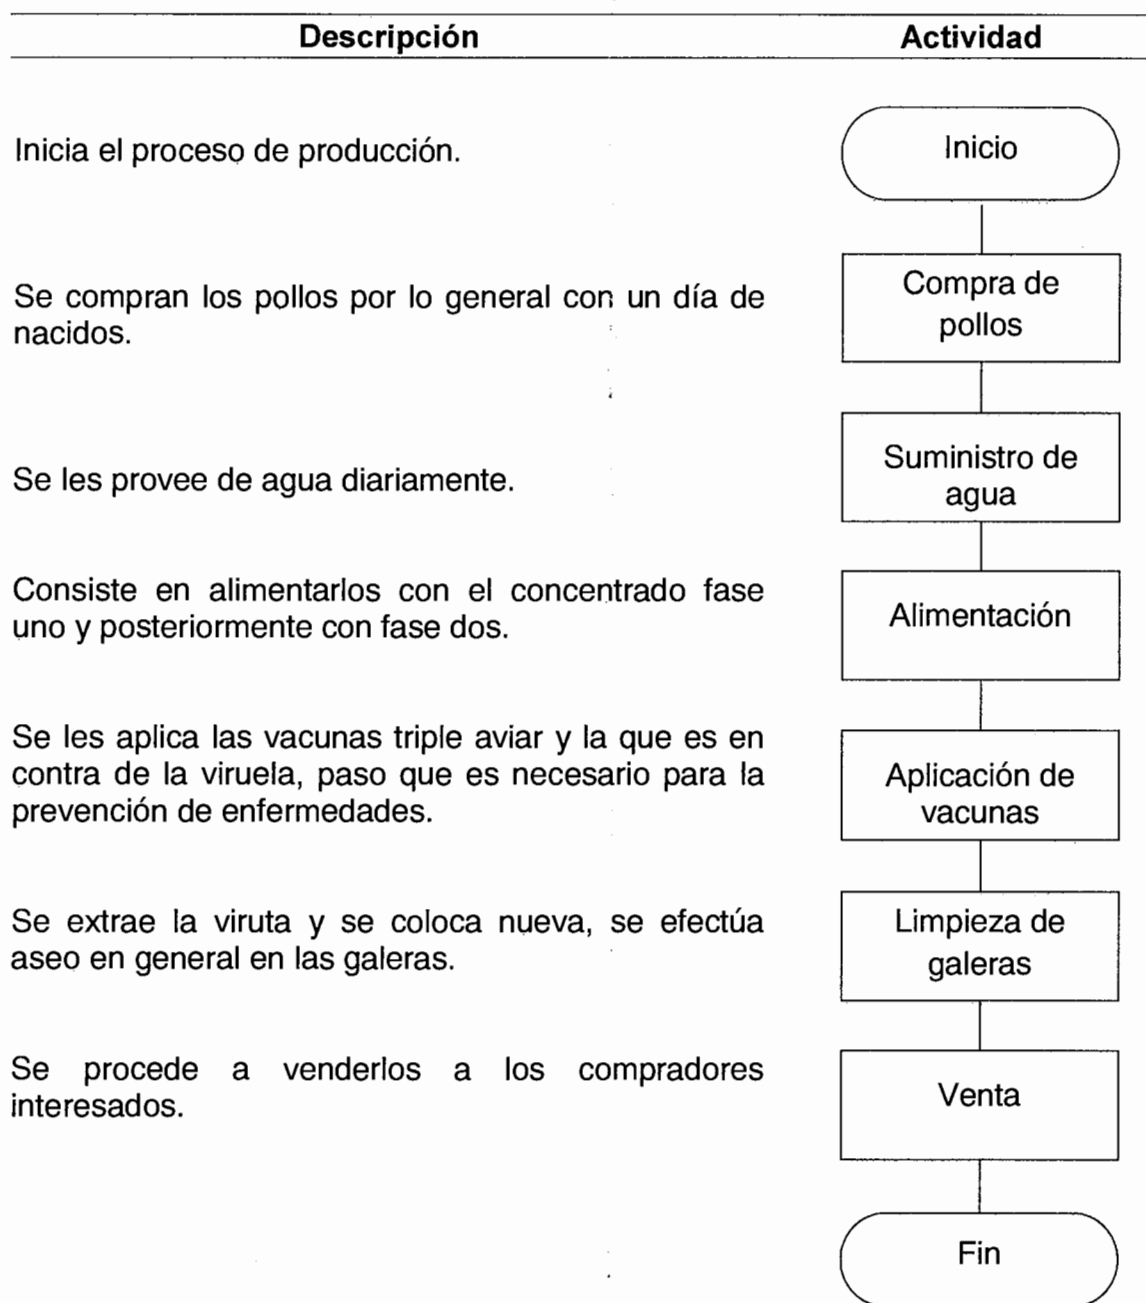 Descripción Actividad
Inicia el proceso de producción.
Inicio
Se compran los pollos por lo general con un día de
nacidos.
Compra de
pollos
Se les provee de agua diariamente.
Suministro de
agua
Consiste en alimentarlos con el concentrado fase
uno y posteriormente con fase dos.
Alimentación
Se les aplica las vacunas triple aviar y la que es en
contra de la viruela, paso que es necesario para la
prevención de enfermedades.
Aplicación de
vacunas
Se extrae la viruta y se coloca nueva, se efectúa
aseo en general en las galeras.
Limpieza de
galeras
Se procede a venderlos a los compradores
interesados.
Venta
Fin